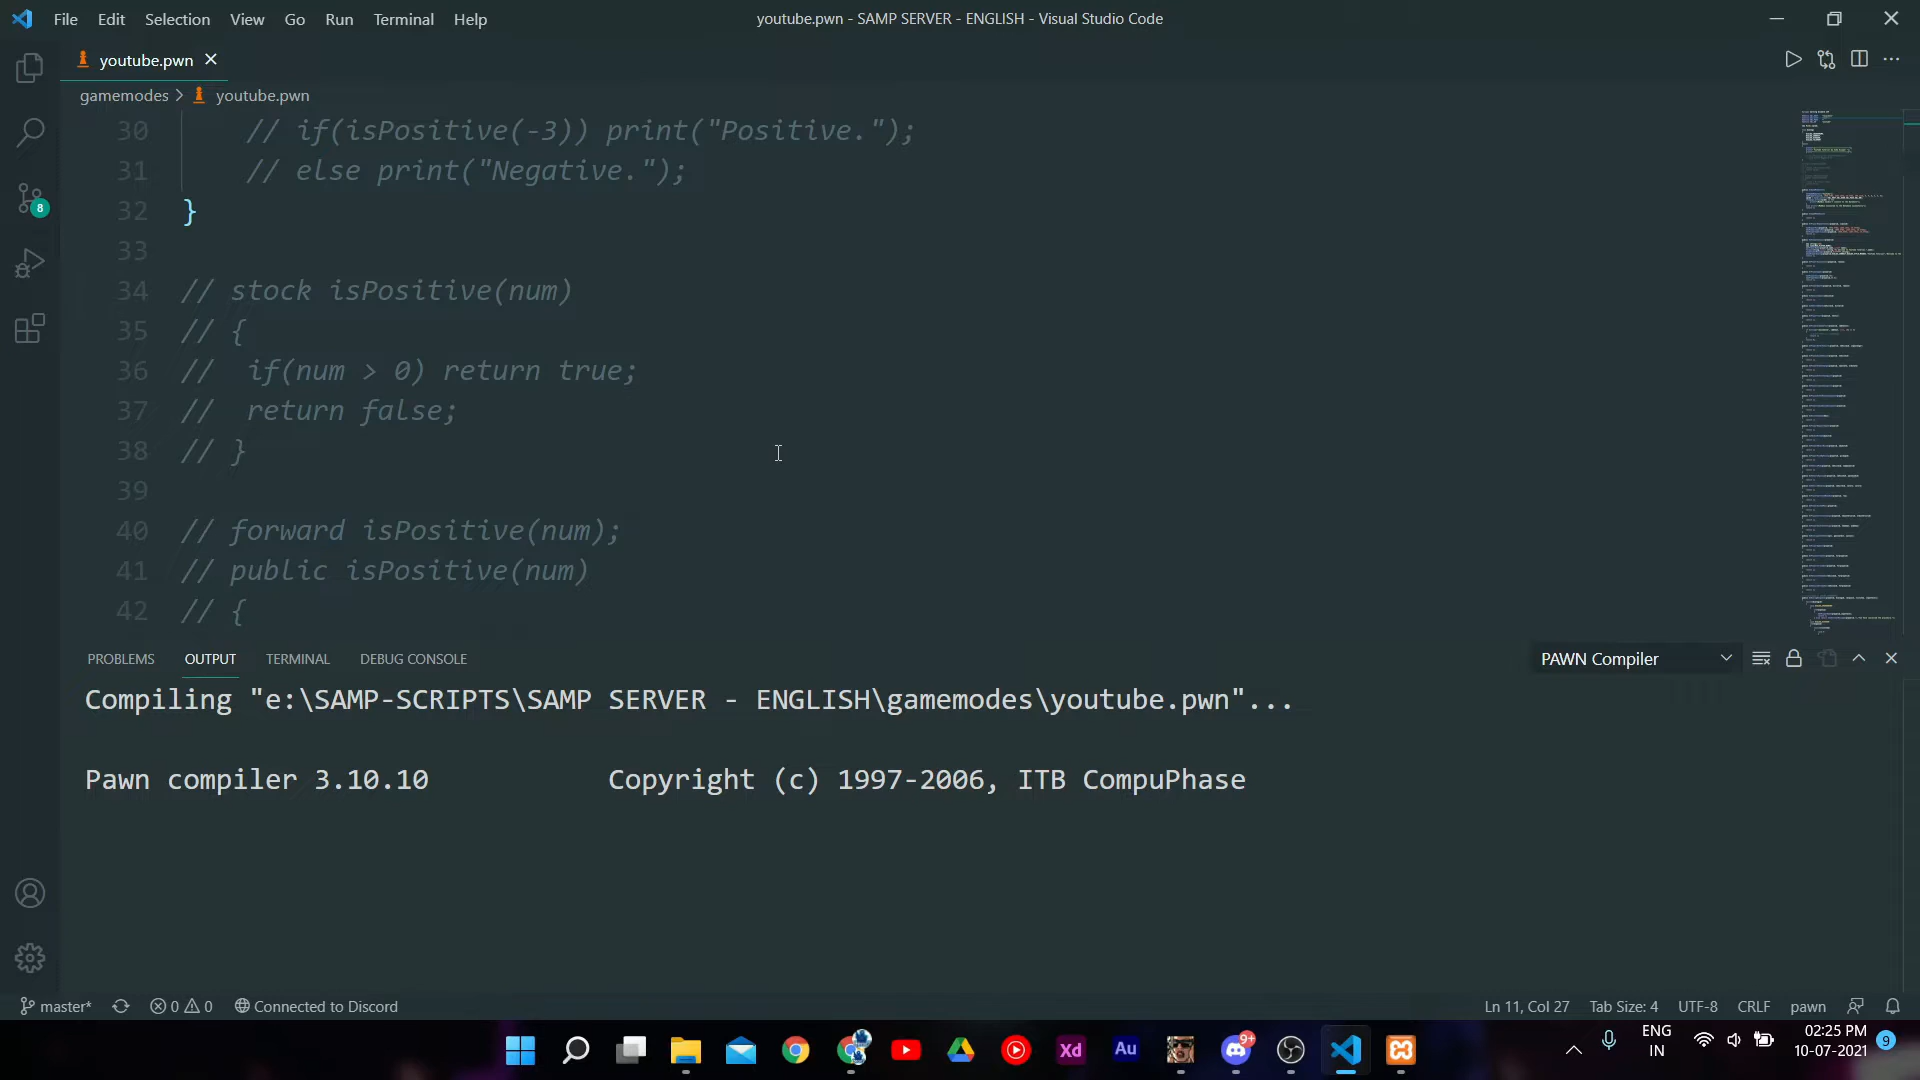 File Edit Selection View Go Run Terminal Help
youtube.pwn - SAMP SERVER - ENGLISH - Visual Studio Code
youtube.pwn
gamemodes > youtube.pwn
30 // if(isPositive(-3)) print("Positive.");
31 // else print("Negative.");
32 }
33
34 // stock isPositive(num)
35 // {
36 // if(num > 0) return true;
37 // return false;
38 // }
39
40 // forward isPositive(num);
41 // public isPositive(num)
42 // {
8
PROBLEMS OUTPUT TERMINAL DEBUG CONSOLE
PAWN Compiler
Compiling "e:\SAMP-SCRIPTS\SAMP SERVER - ENGLISH\gamemodes\youtube.pwn"...
Pawn compiler 3.10.10 Copyright (c) 1997-2006, ITB CompuPhase
master* 0 0 Connected to Discord
Ln 11, Col 27 Tab Size: 4 UTF-8 CRLF pawn
Xd Au 9+
ENG
IN
02:25 PM
10-07-2021
9